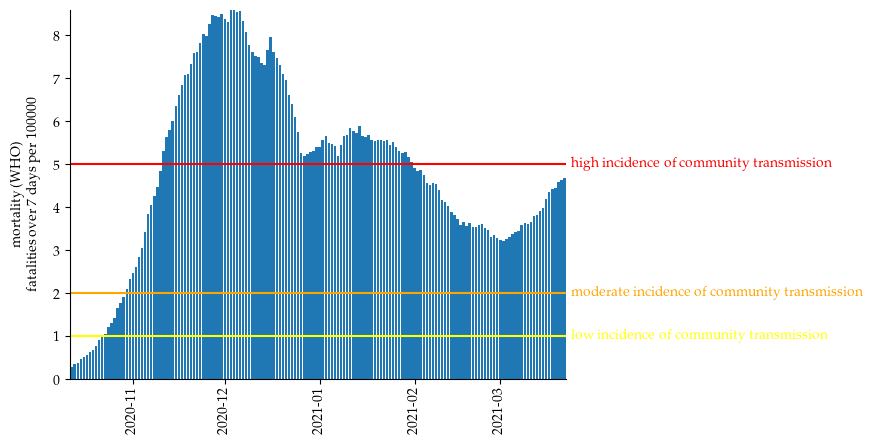 mortality (WHO)
fatalities over 7 days per 100000
8
7
6
5
4
3
2
1
0
high incidence of community transmission
moderate incidence of community transmission
low incidence of community transmission
2020-11
2020-12
2021-01
2021-02
2021-03